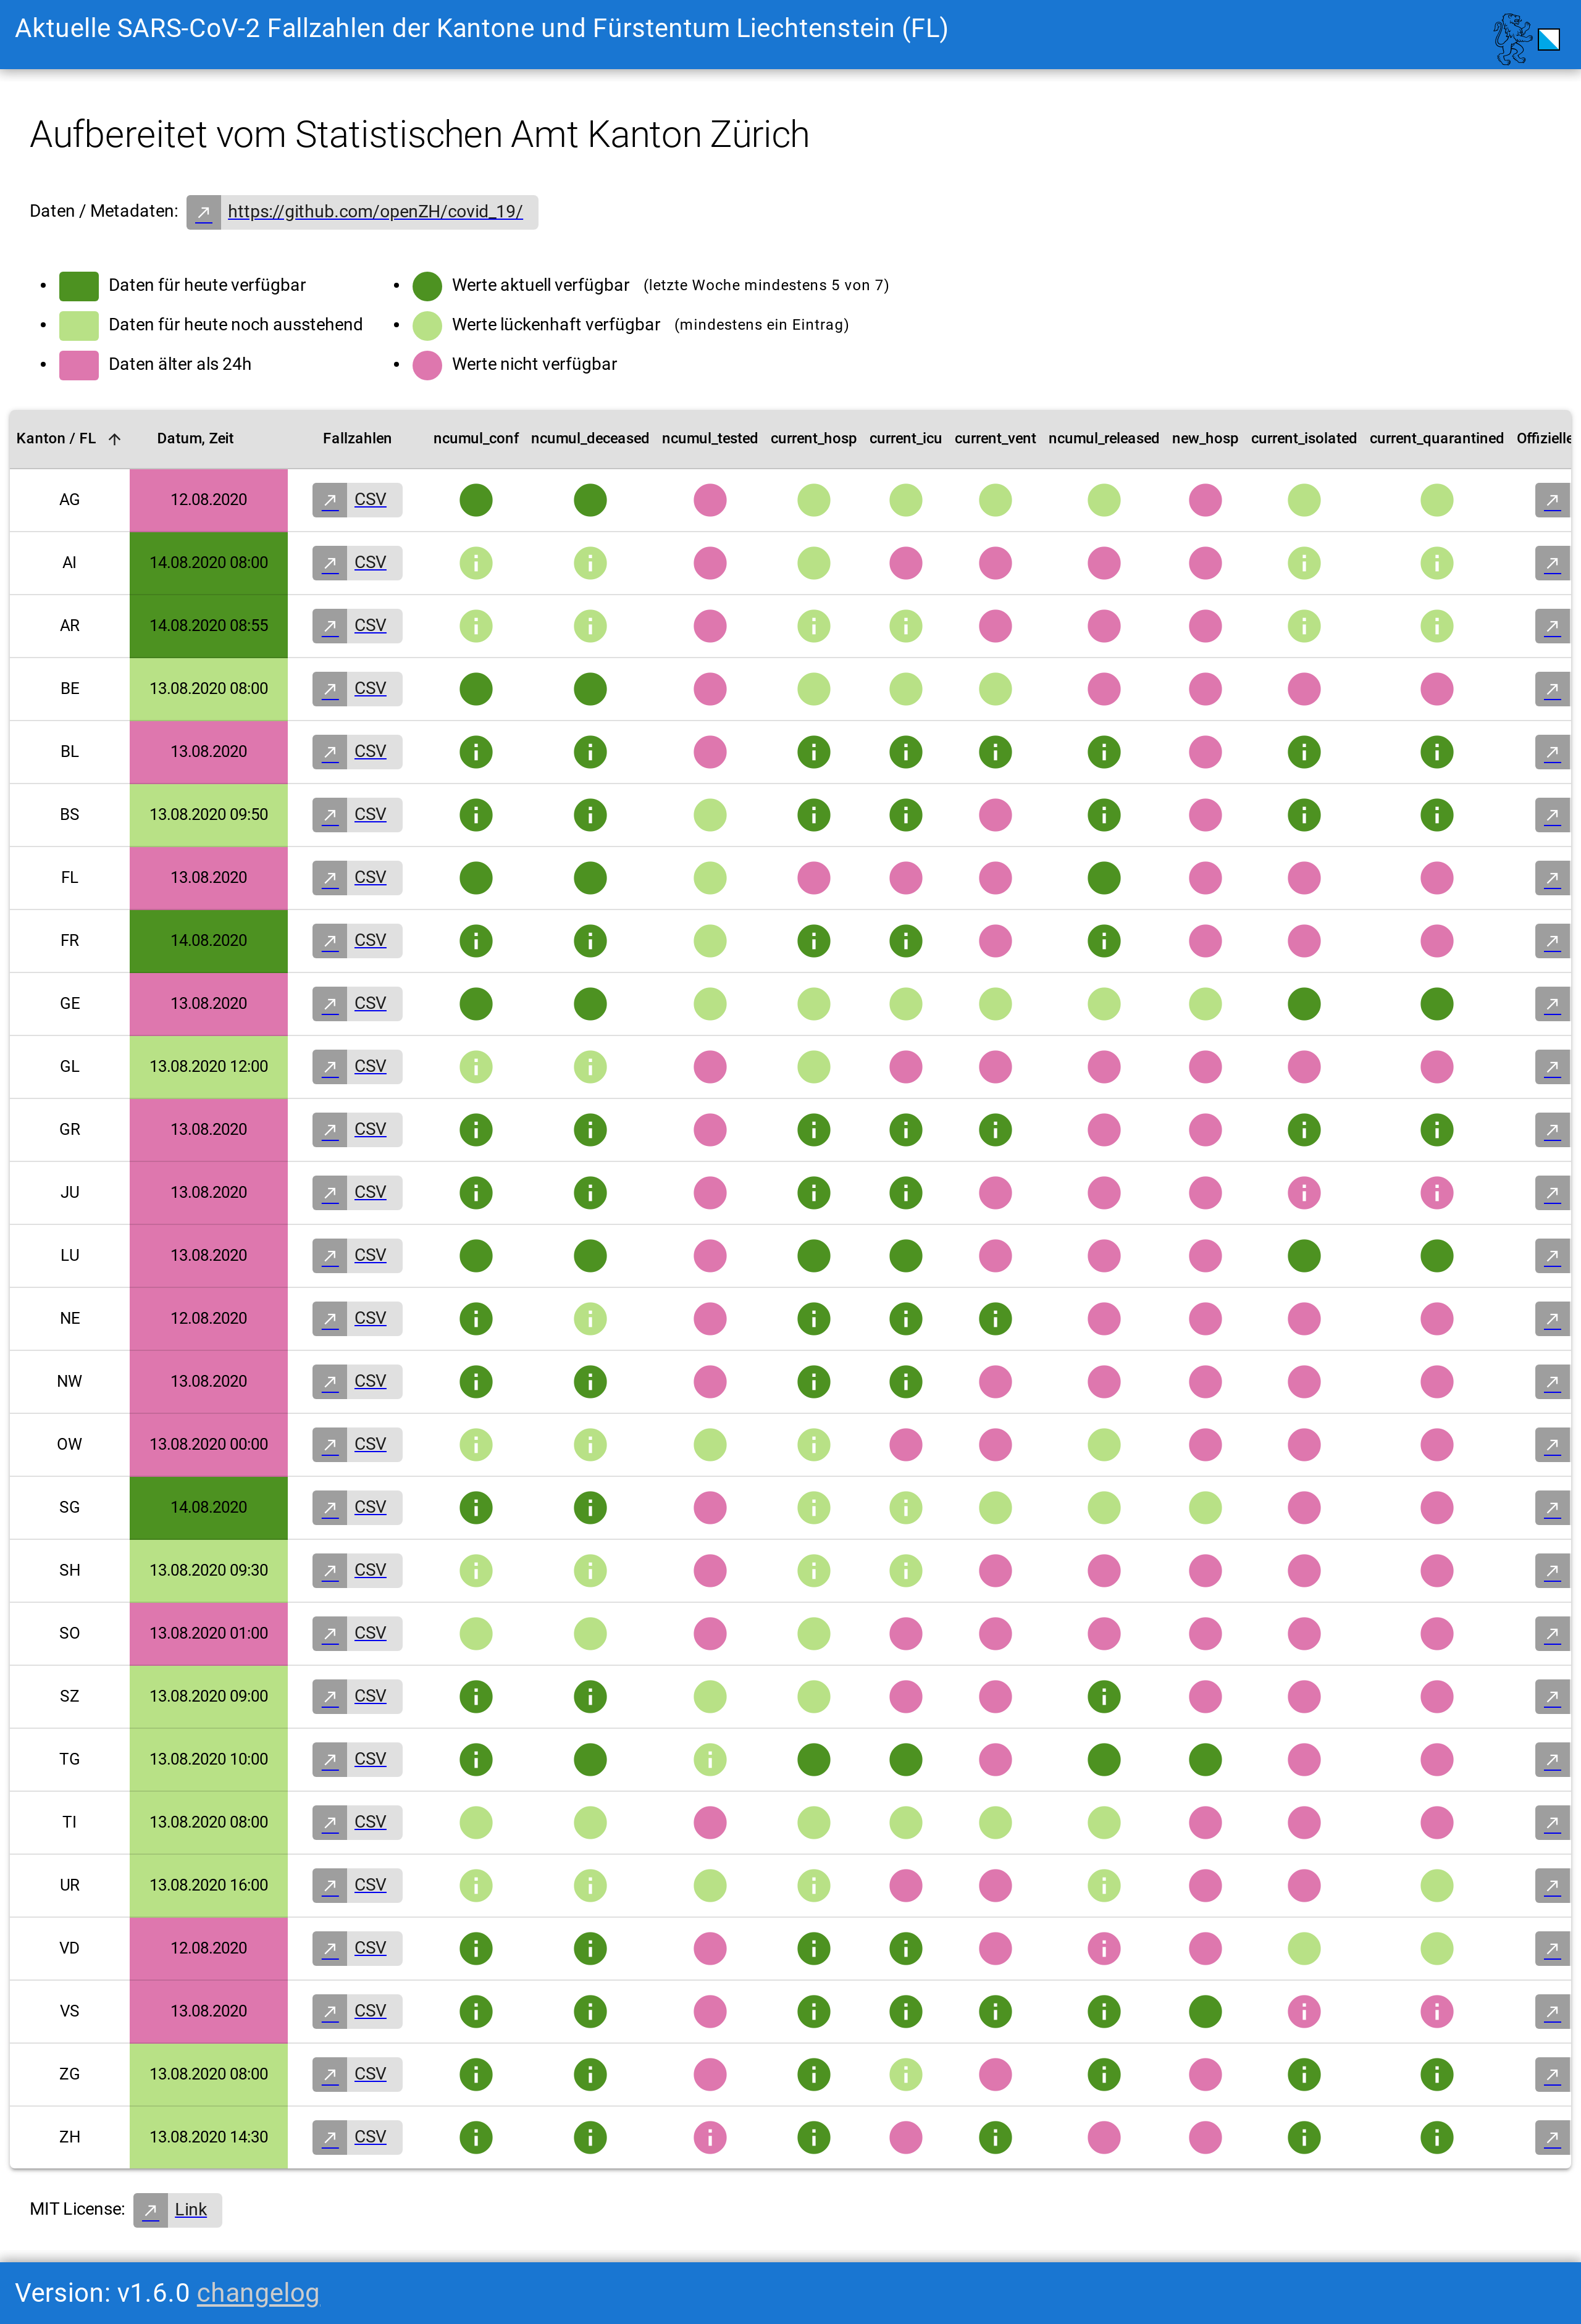 Aktuelle SARS-CoV-2 Fallzahlen der Kantone und Fürstentum Liechtenstein (FL)
Aufbereitet vom Statistischen Amt Kanton Zürich
Daten / Metadaten: https://github.com/openZH/covid_19/
Daten für heute verfügbar
Daten für heute noch ausstehend
Daten älter als 24h
Werte aktuell verfügbar (letzte Woche mindestens 5 von 7)
Werte lückenhaft verfügbar (mindestens ein Eintrag)
Werte nicht verfügbar
Kanton / FL Datum, Zeit Fallzahlen ncumul_conf ncumul_deceased ncumul_tested current_hosp current_icu current_vent ncumul_released new_hosp current_isolated current_quarantined Offizielle
AG 12.08.2020 CSV
AI 14.08.2020 08:00 CSV
AR 14.08.2020 08:55 CSV
BE 13.08.2020 08:00 CSV
BL 13.08.2020 CSV
BS 13.08.2020 09:50 CSV
FL 13.08.2020 CSV
FR 14.08.2020 CSV
GE 13.08.2020 CSV
GL 13.08.2020 12:00 CSV
GR 13.08.2020 CSV
JU 13.08.2020 CSV
LU 13.08.2020 CSV
NE 12.08.2020 CSV
NW 13.08.2020 CSV
OW 13.08.2020 00:00 CSV
SG 14.08.2020 CSV
SH 13.08.2020 09:30 CSV
SO 13.08.2020 01:00 CSV
SZ 13.08.2020 09:00 CSV
TG 13.08.2020 10:00 CSV
TI 13.08.2020 08:00 CSV
UR 13.08.2020 16:00 CSV
VD 12.08.2020 CSV
VS 13.08.2020 CSV
ZG 13.08.2020 08:00 CSV
ZH 13.08.2020 14:30 CSV
MIT License: Link
Version: v1.6.0 changelog